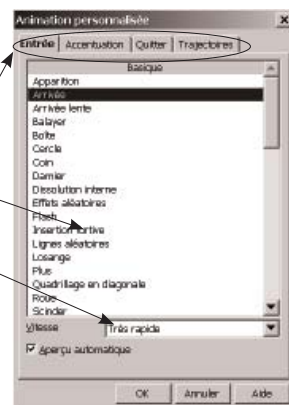 Animation personnalisée
Entrée Accentuation Quitter Trajectoires
Basique
Apparition
Arrivée
Arrivée lente
Balayer
Boîte
Cercle
Coin
Damier
Dissolution interne
Effets aléatoires
Flash
Insertion furtive
Lignes aléatoires
Losange
Plus
Quadrillage en diagonale
Roue
Scinder
Vitesse Très rapide
Aperçu automatique
OK Annuler Aide